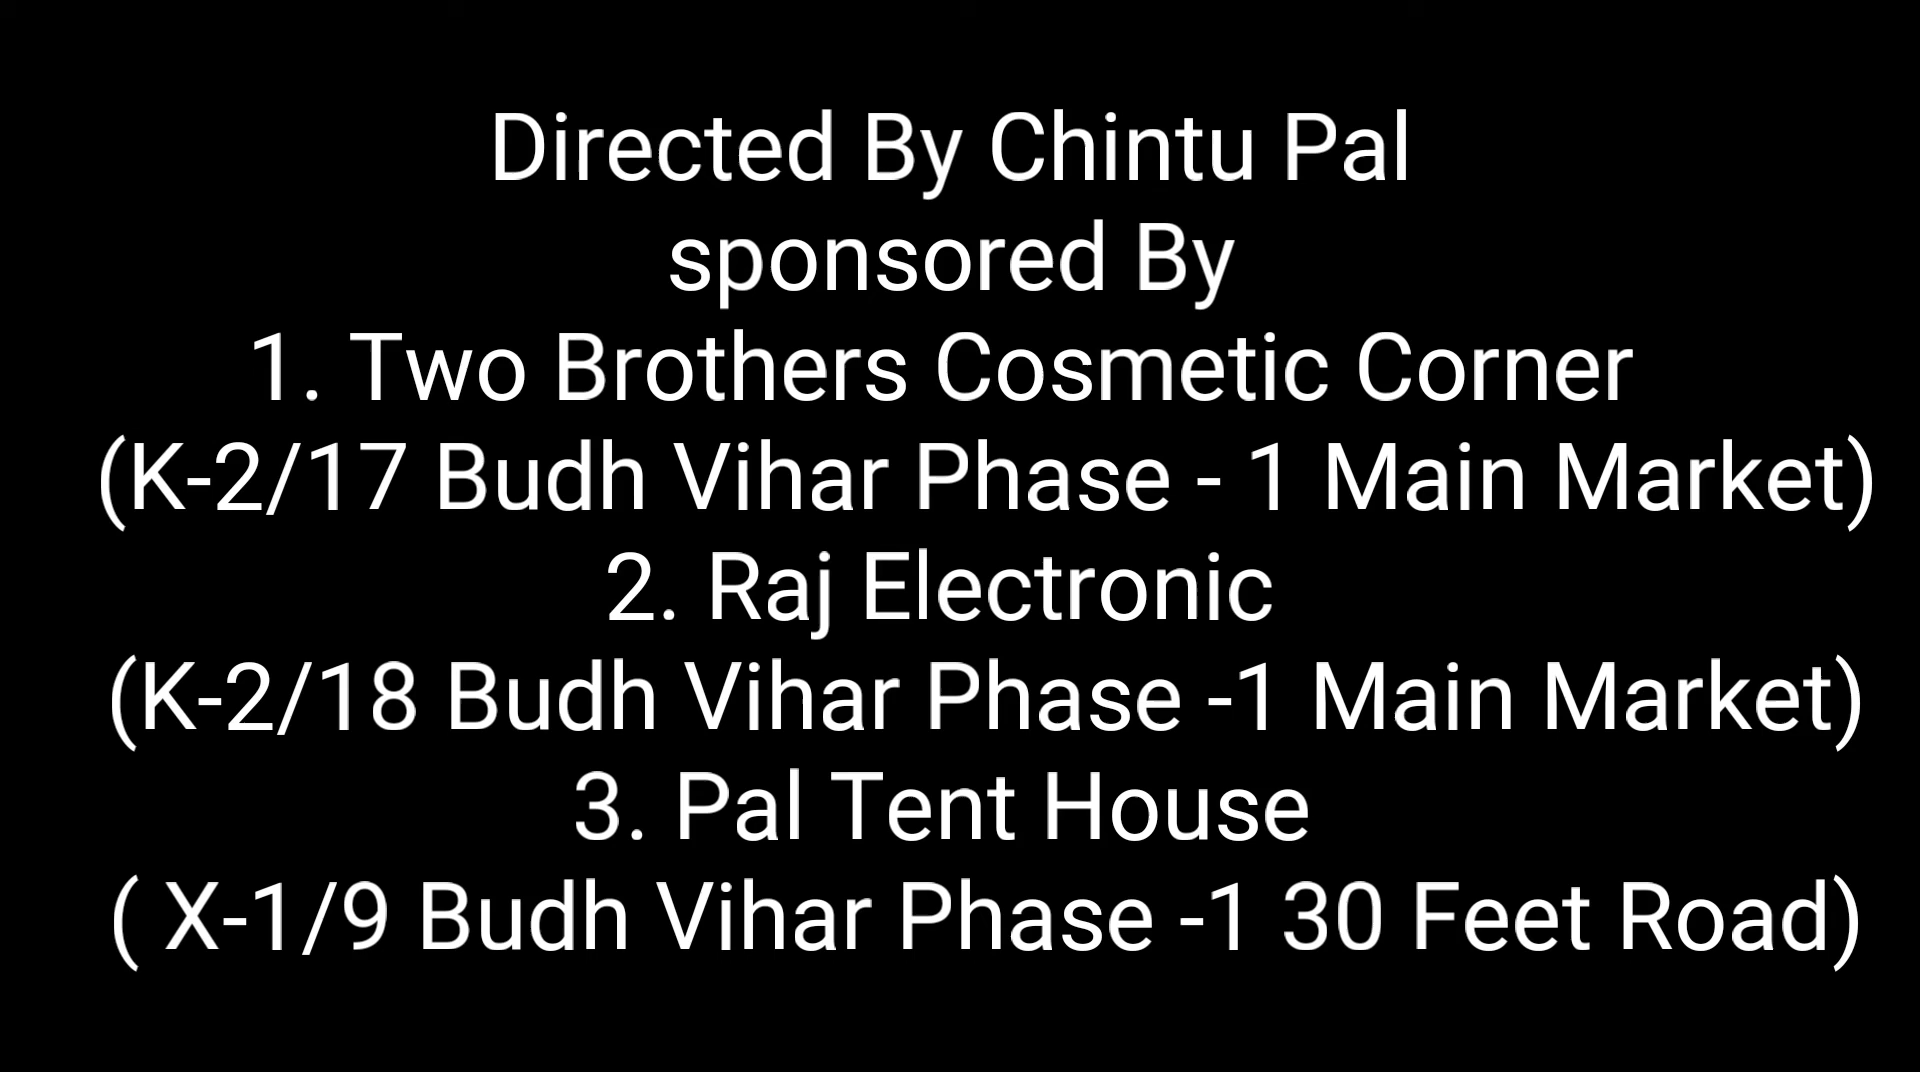 Directed By Chintu Pal
sponsored By
1. Two Brothers Cosmetic Corner
(K-2/17 Budh Vihar Phase - 1 Main Market)
2. Raj Electronic
(K-2/18 Budh Vihar Phase -1 Main Market)
3. Pal Tent House
( X-1/9 Budh Vihar Phase -1 30 Feet Road)